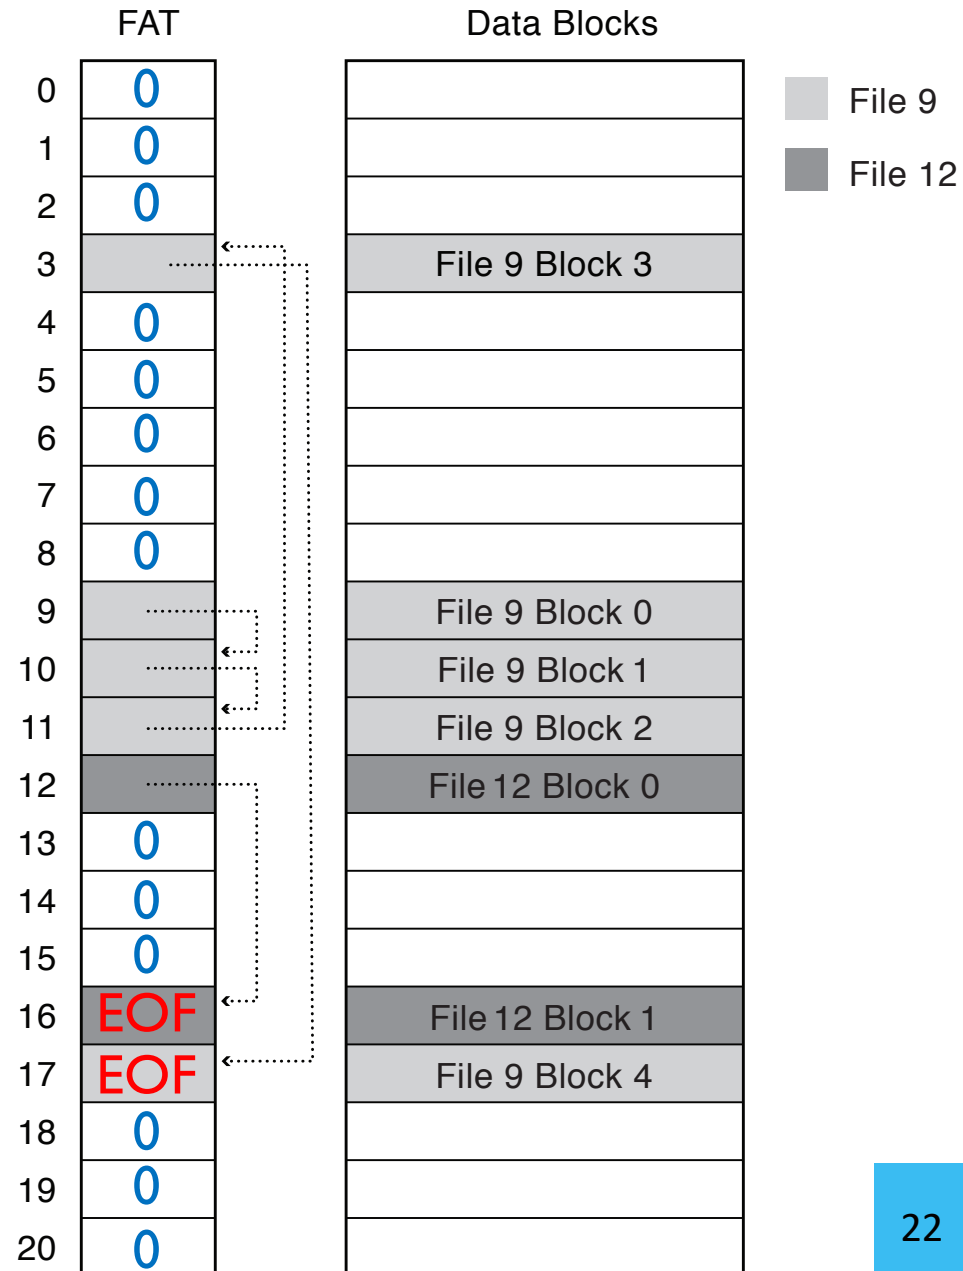 FAT Data Blocks
0 0
File 9
1 0
File 12
2 0
3 File 9 Block 3
4 0
5 0
6 0
7 0
8 0
9 File 9 Block 0
10 File 9 Block 1
11 File 9 Block 2
12 File 12 Block 0
13 0
14 0
15 0
16 EOF File 12 Block 1
17 EOF File 9 Block 4
18 0
19 0
20 0
22